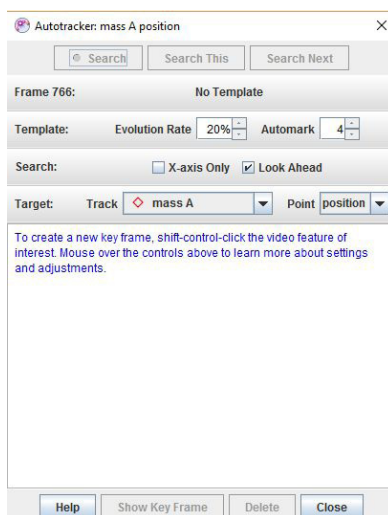 Autotracker: mass A position
Search Search This Search Next
Frame 766: No Template
Template: Evolution Rate 20% Automark 4
Search: X-axis Only Look Ahead
Target: Track mass A Point position
To create a new key frame, shift-control-click the video feature of
interest. Mouse over the controls above to learn more about settings
and adjustments.
Help Show Key Frame Delete Close